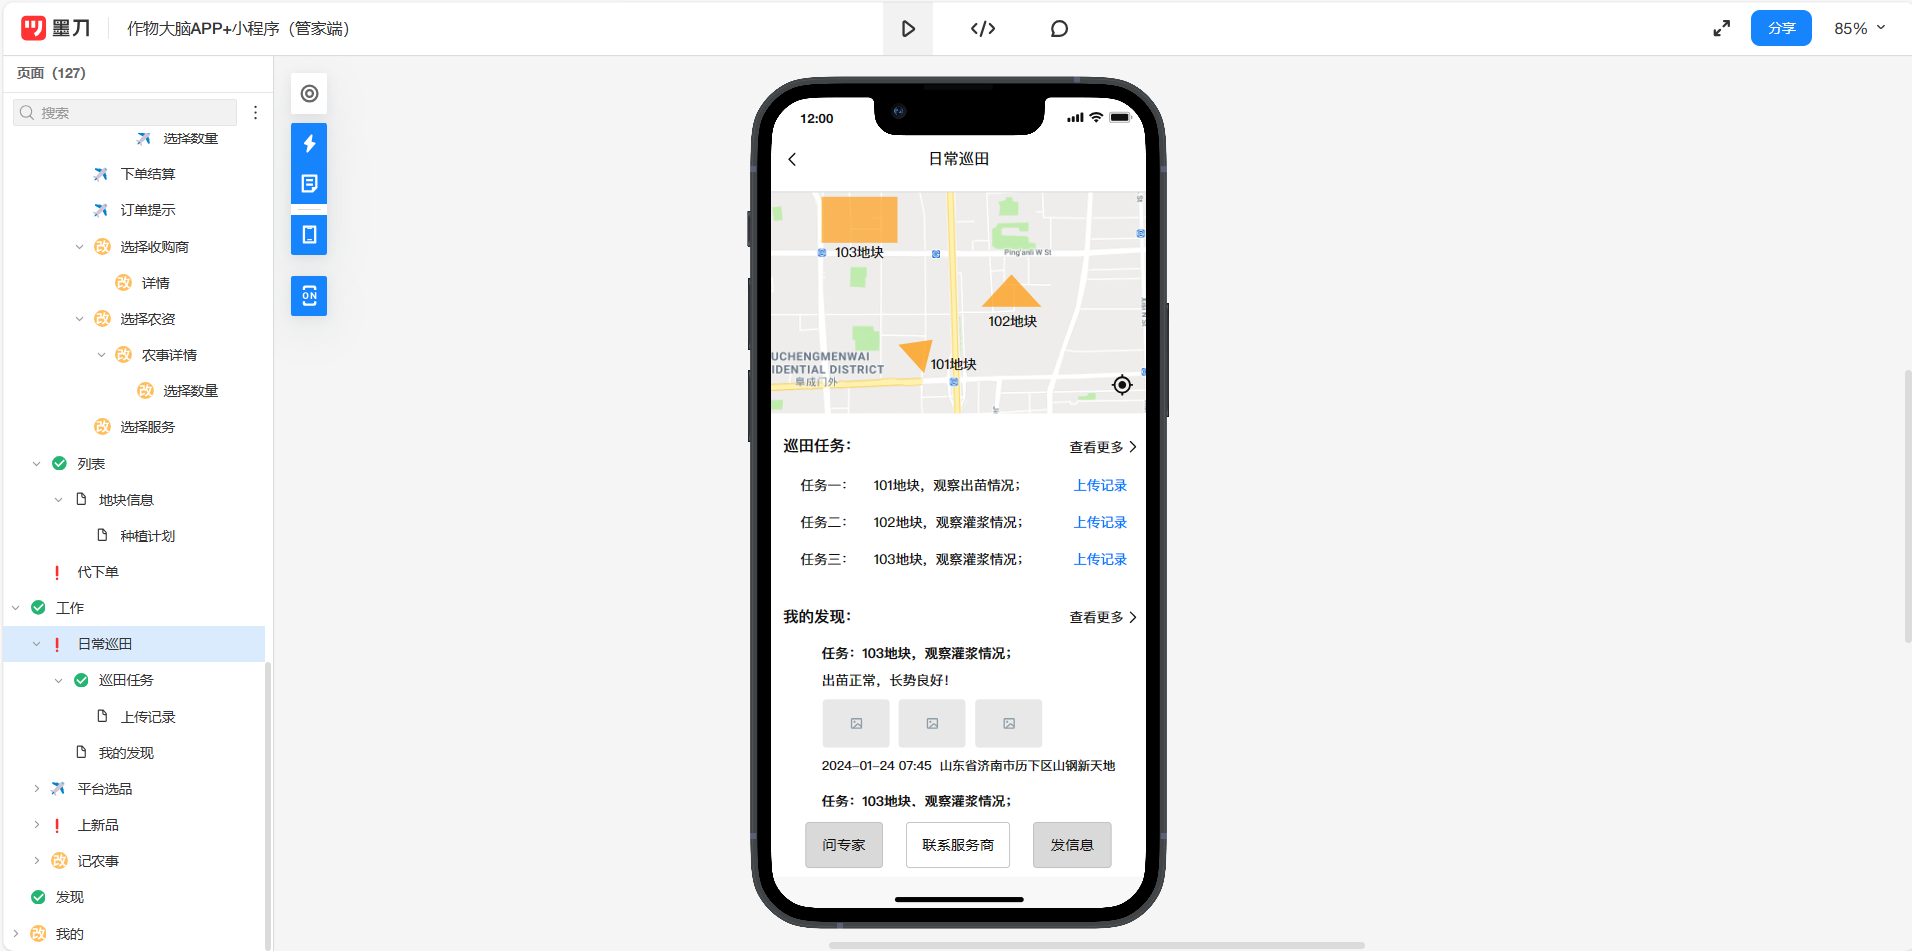 墨刀
作物大脑APP+小程序（管家端）
分享
85%
页面（127）
搜索
选择数量
下单结算
订单提示
改 选择收购商
改 详情
改 选择农资
改 农事详情
改 选择数量
改 选择服务
列表
地块信息
种植计划
代下单
工作
日常巡田
巡田任务
上传记录
我的发现
平台选品
上新品
改 记农事
发现
改 我的
ON
12:00
日常巡田
103地块
Ping'anli W St
102地块
101地块
UCHENGMENWAI
IDENTIAL DISTRICT
阜成门外
巡田任务：
查看更多
任务一： 101地块，观察出苗情况； 上传记录
任务二： 102地块，观察灌浆情况； 上传记录
任务三： 103地块，观察灌浆情况； 上传记录
我的发现：
查看更多
任务：103地块，观察灌浆情况；
出苗正常，长势良好！
2024-01-24 07:45 山东省济南市历下区山钢新天地
任务：103地块，观察灌浆情况；
问专家
联系服务商
发信息